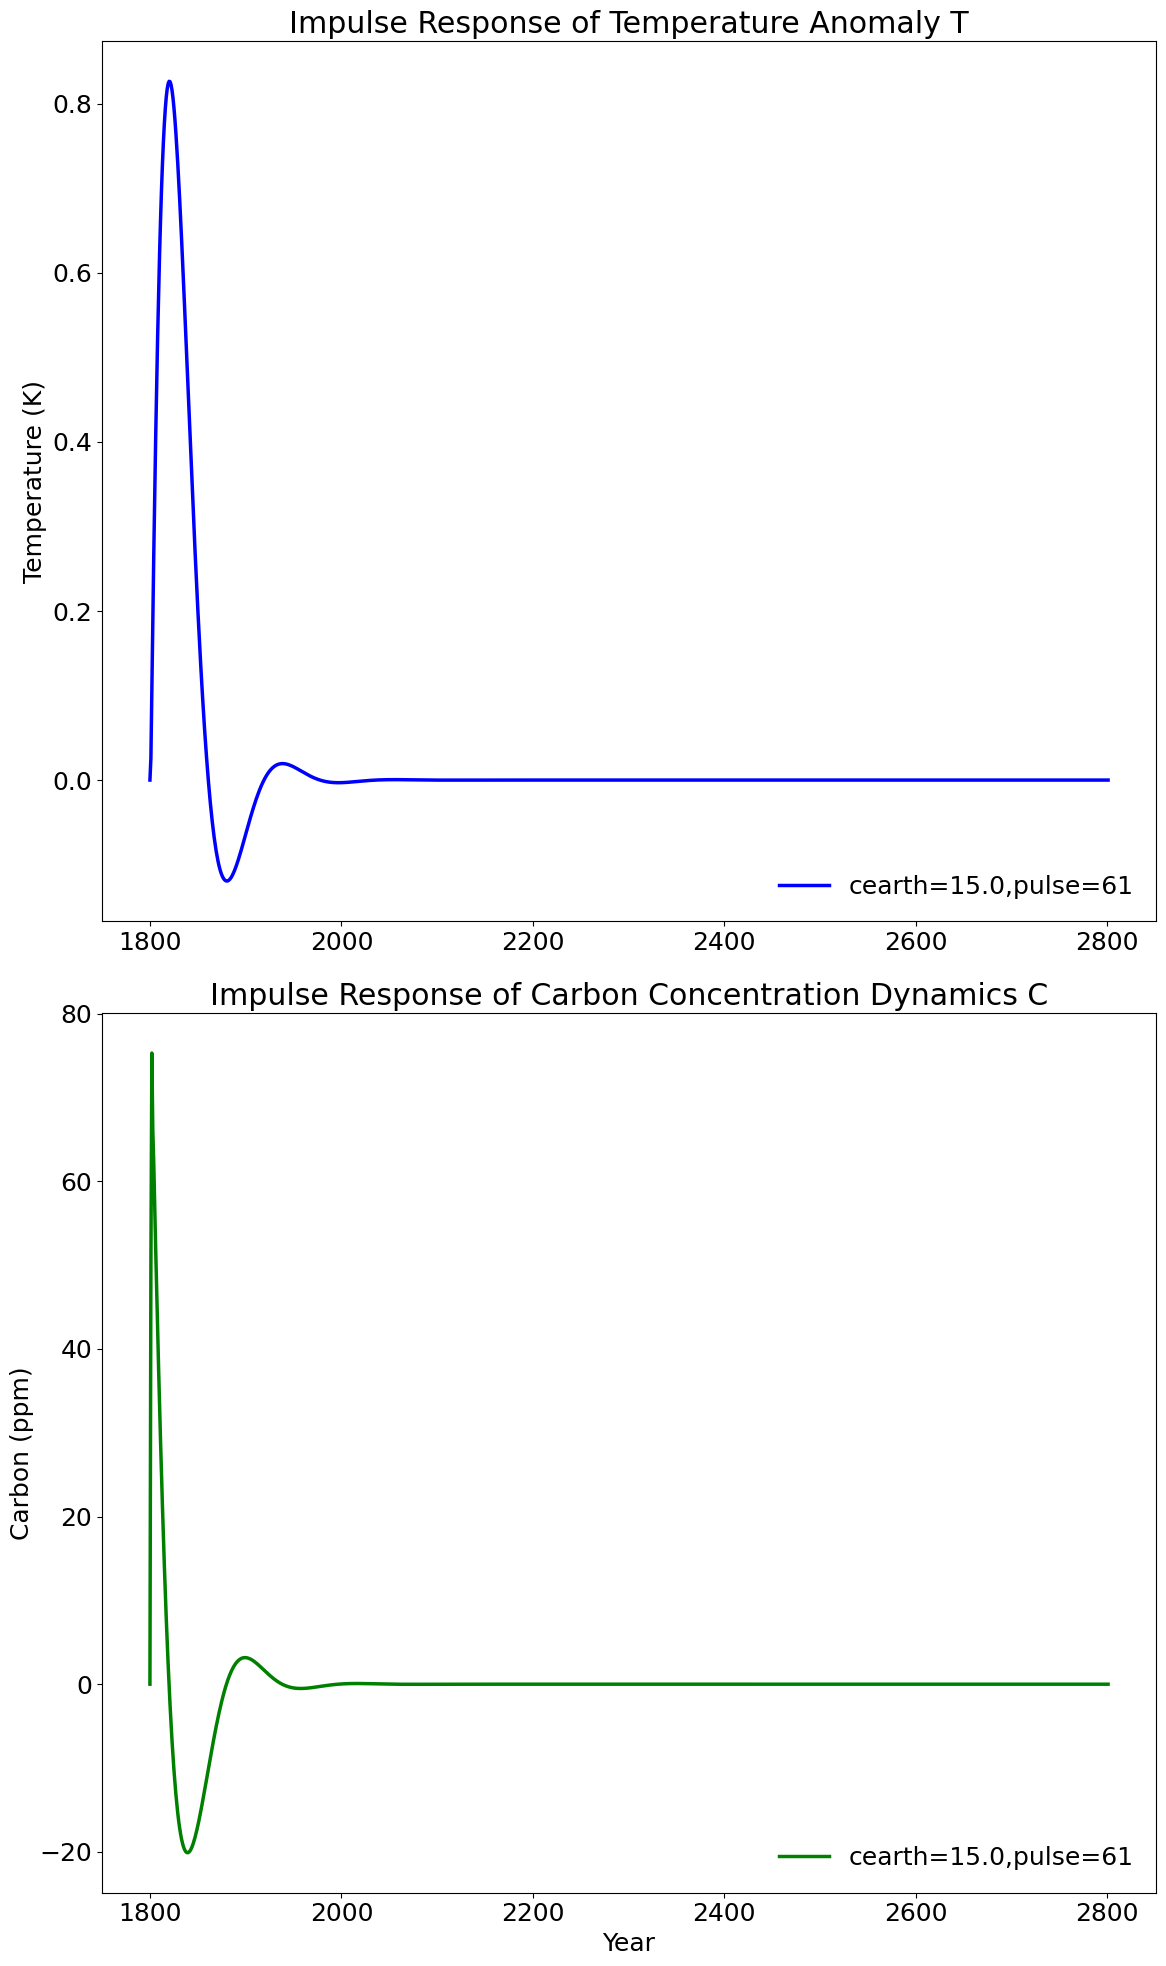 Impulse Response of Temperature Anomaly T
Temperature (K)
0.8
0.6
0.4
0.2
0.0
cearth=15.0,pulse=61
1800 2000 2200 2400 2600 2800
Impulse Response of Carbon Concentration Dynamics C
Carbon (ppm)
80
60
40
20
0
−20
cearth=15.0,pulse=61
1800 2000 2200 2400 2600 2800
Year